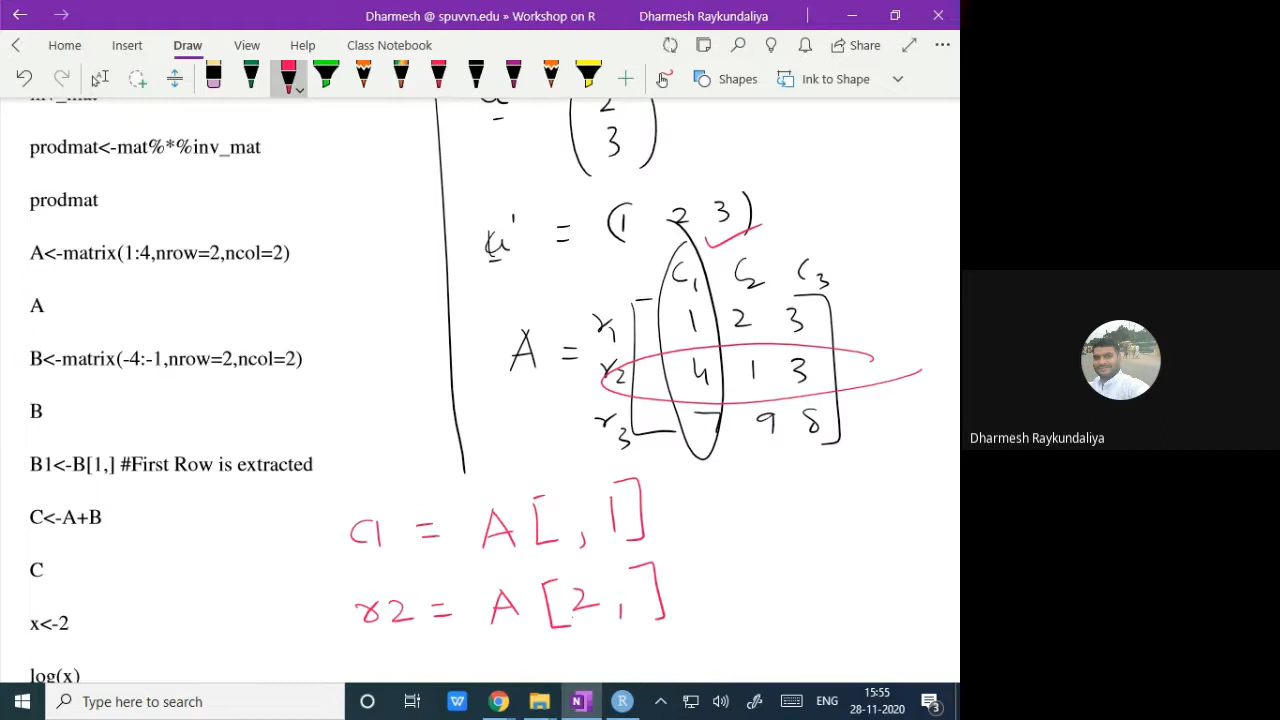 Dharmesh @ spuvvn.edu » Workshop on R
Dharmesh Raykundaliya
Home Insert Draw View Help Class Notebook
Share
Shapes
Ink to Shape
inv_mat
prodmat<-mat%*%inv_mat
prodmat
A<-matrix(1:4,nrow=2,ncol=2)
A
B<-matrix(-4:-1,nrow=2,ncol=2)
B
B1<-B[1,] #First Row is extracted
C<-A+B
C
x<-2
log(x)
2
3
u' = (1 2 3)
C1 C2 C3
r1 1 2 3
A = r2 4 1 3
r3 7 9 8
c1 = A[,1]
r2 = A[2,]
Dharmesh Raykundaliya
Type here to search
ENG
15:55
28-11-2020
3